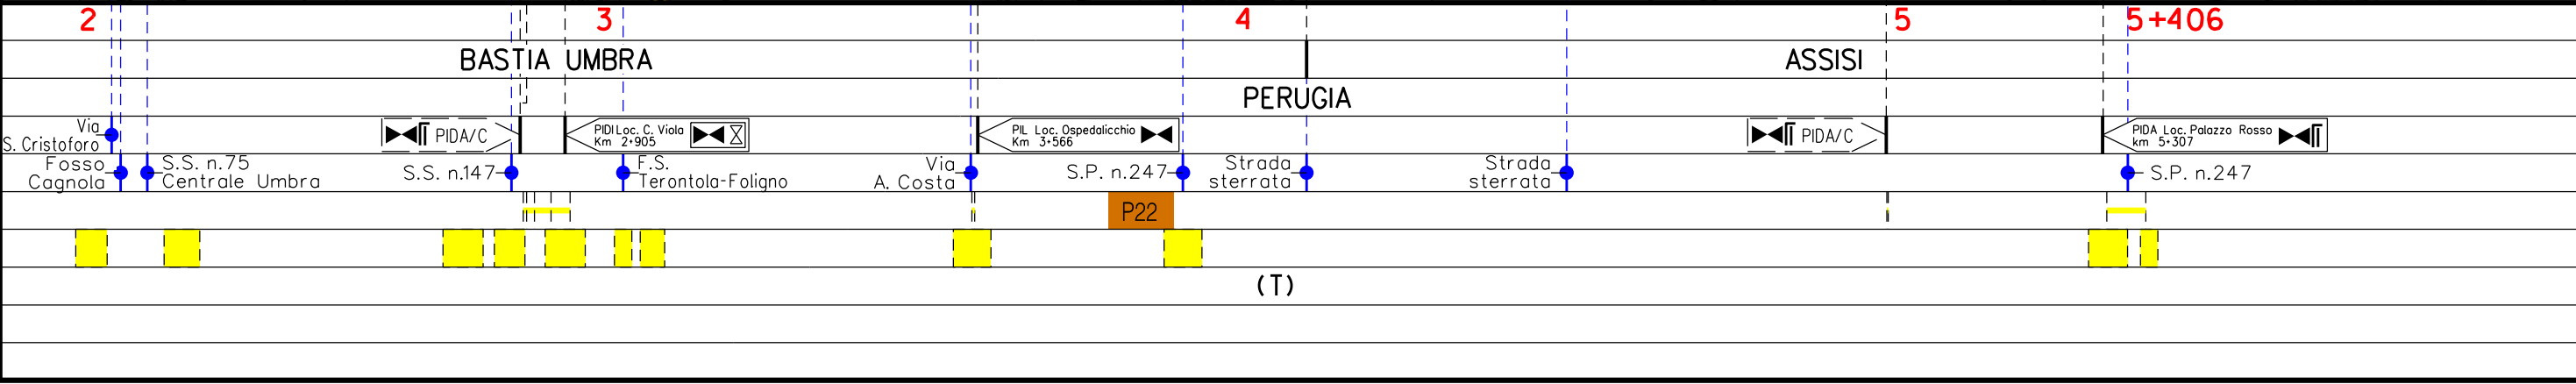 2 3 4 5 5+406
BASTIA UMBRA ASSISI
PERUGIA
Via
S. Cristoforo
PIDA/C
PIDI Loc. C. Viola
Km 2+905
PIL Loc. Ospedalicchio
Km 3+566
PIDA/C
PIDA Loc. Palazzo Rosso
km 5+307
Fosso
Cagnola
S.S. n.75
Centrale Umbra
S.S. n.147
F.S.
Terontola-Foligno
Via
A. Costa
S.P. n.247
Strada
sterrata
Strada
sterrata
S.P. n.247
P22
(T)